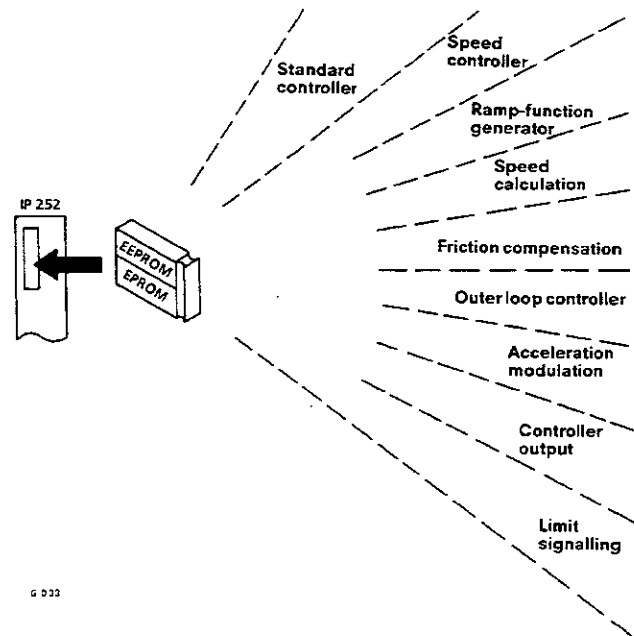 Standard
controller
Speed
controller
Ramp-function
generator
Speed
calculation
IP 252
EEPROM
EPROM
Friction compensation
Outer loop controller
Acceleration
modulation
Controller
output
Limit
signalling
G D33